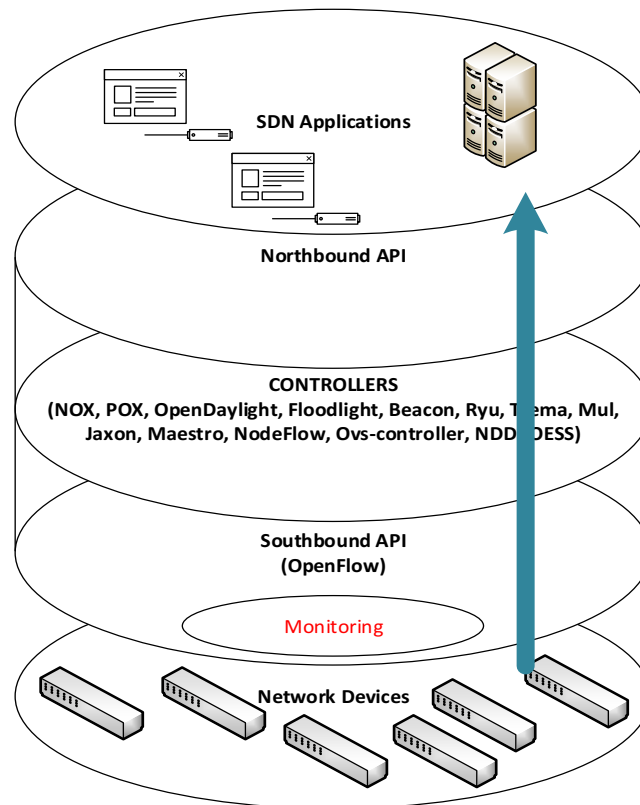 SDN Applications
Northbound API
CONTROLLERS
(NOX, POX, OpenDaylight, Floodlight, Beacon, Ryu, Mul,
Jaxon, Maestro, NodeFlow, Ovs-controller,
Southbound API
(OpenFlow)
Monitoring
Network Devices